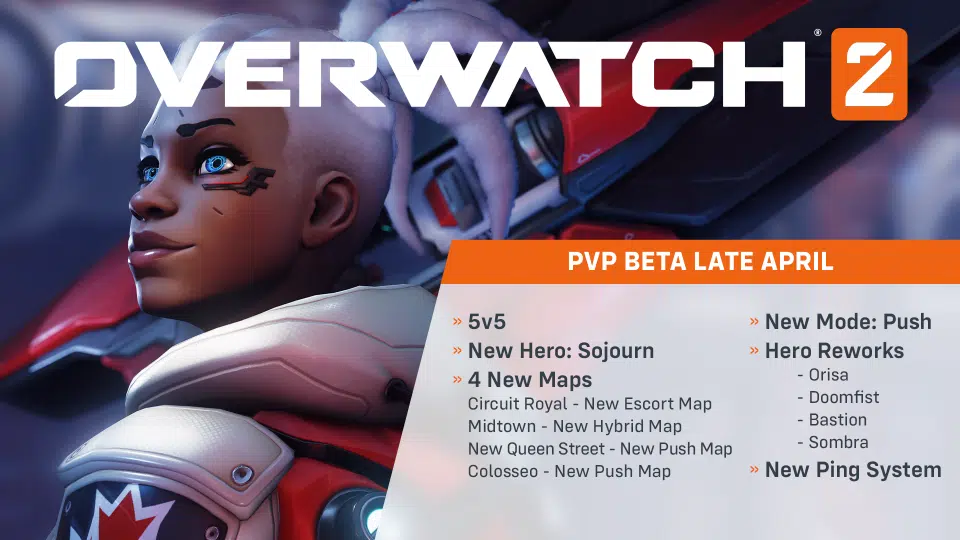 OVERWATCH® 2
PVP BETA LATE APRIL
» 5v5
» New Hero: Sojourn
» 4 New Maps
Circuit Royal - New Escort Map
Midtown - New Hybrid Map
New Queen Street - New Push Map
Colosseo - New Push Map
» New Mode: Push
» Hero Reworks
- Orisa
- Doomfist
- Bastion
- Sombra
» New Ping System